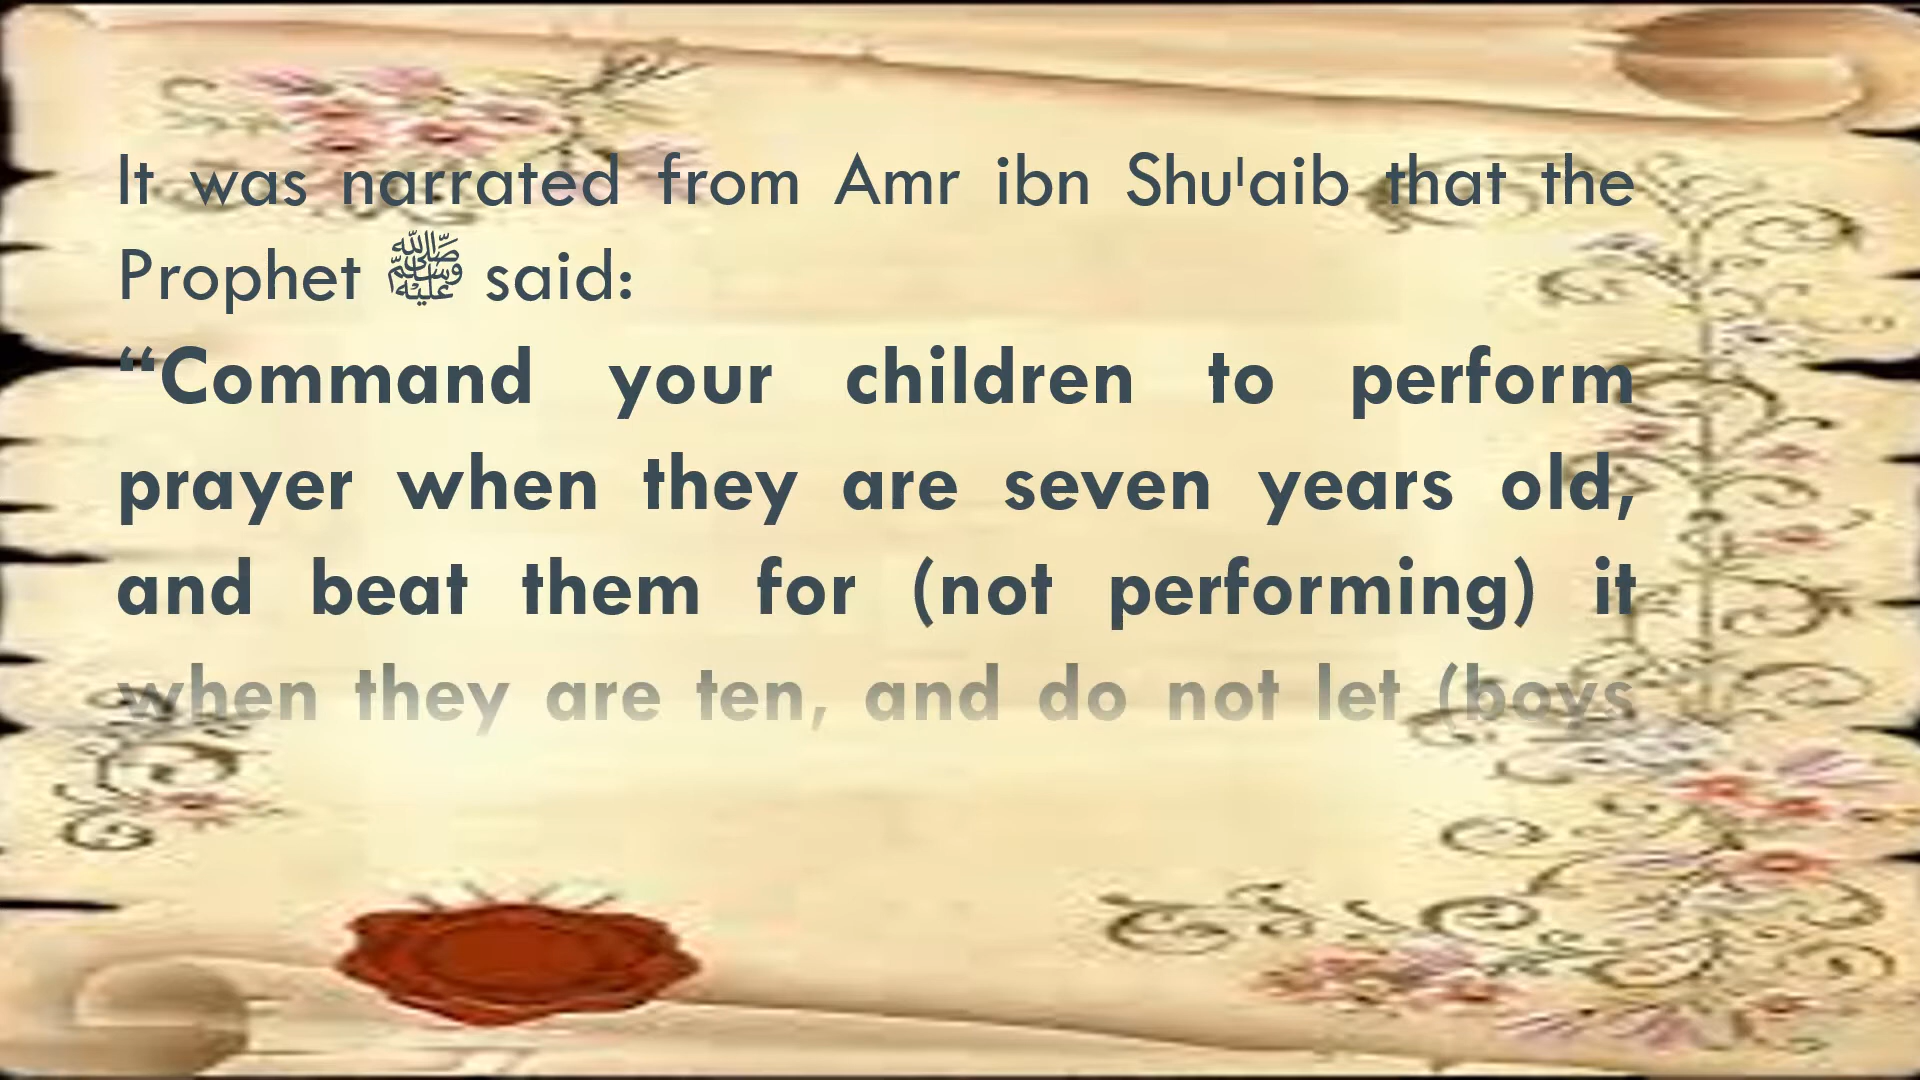 It was narrated from Amr ibn Shuˈaib that the
Prophet ﷺ said:
“Command your children to perform
prayer when they are seven years old,
and beat them for (not performing) it
when they are ten, and do not let (boys